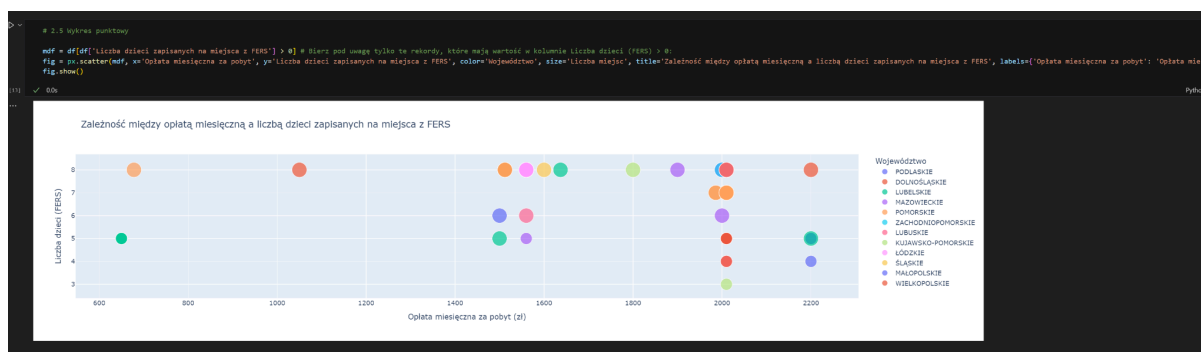 # 2.5 Wykres punktowy
mdf = df[df['Liczba dzieci zapisanych na miejsca z FERS'] > 0] # Bierz pod uwagę tylko te rekordy, które mają wartość w kolumnie Liczba dzieci (FERS) > 0:
fig = px.scatter(mdf, x='Opłata miesięczna za pobyt', y='Liczba dzieci zapisanych na miejsca z FERS', color='Województwo', size='Liczba miejsc', title='Zależność między opłatą miesięczną a liczbą dzieci zapisanych na miejsca z FERS', labels={'Opłata miesięczna za pobyt': 'Opłata mie
fig.show()
[13] ✓ 0.0s
Pytho
...
Zależność między opłatą miesięczną a liczbą dzieci zapisanych na miejsca z FERS
Województwo
PODLASKIE
DOLNOŚLĄSKIE
LUBELSKIE
MAZOWIECKIE
POMORSKIE
ZACHODNIOPOMORSKIE
LUBUSKIE
KUJAWSKO-POMORSKIE
ŁÓDZKIE
ŚLĄSKIE
MAŁOPOLSKIE
WIELKOPOLSKIE
Liczba dzieci (FERS)
8
7
6
5
4
3
600 800 1000 1200 1400 1600 1800 2000 2200
Opłata miesięczna za pobyt (zł)